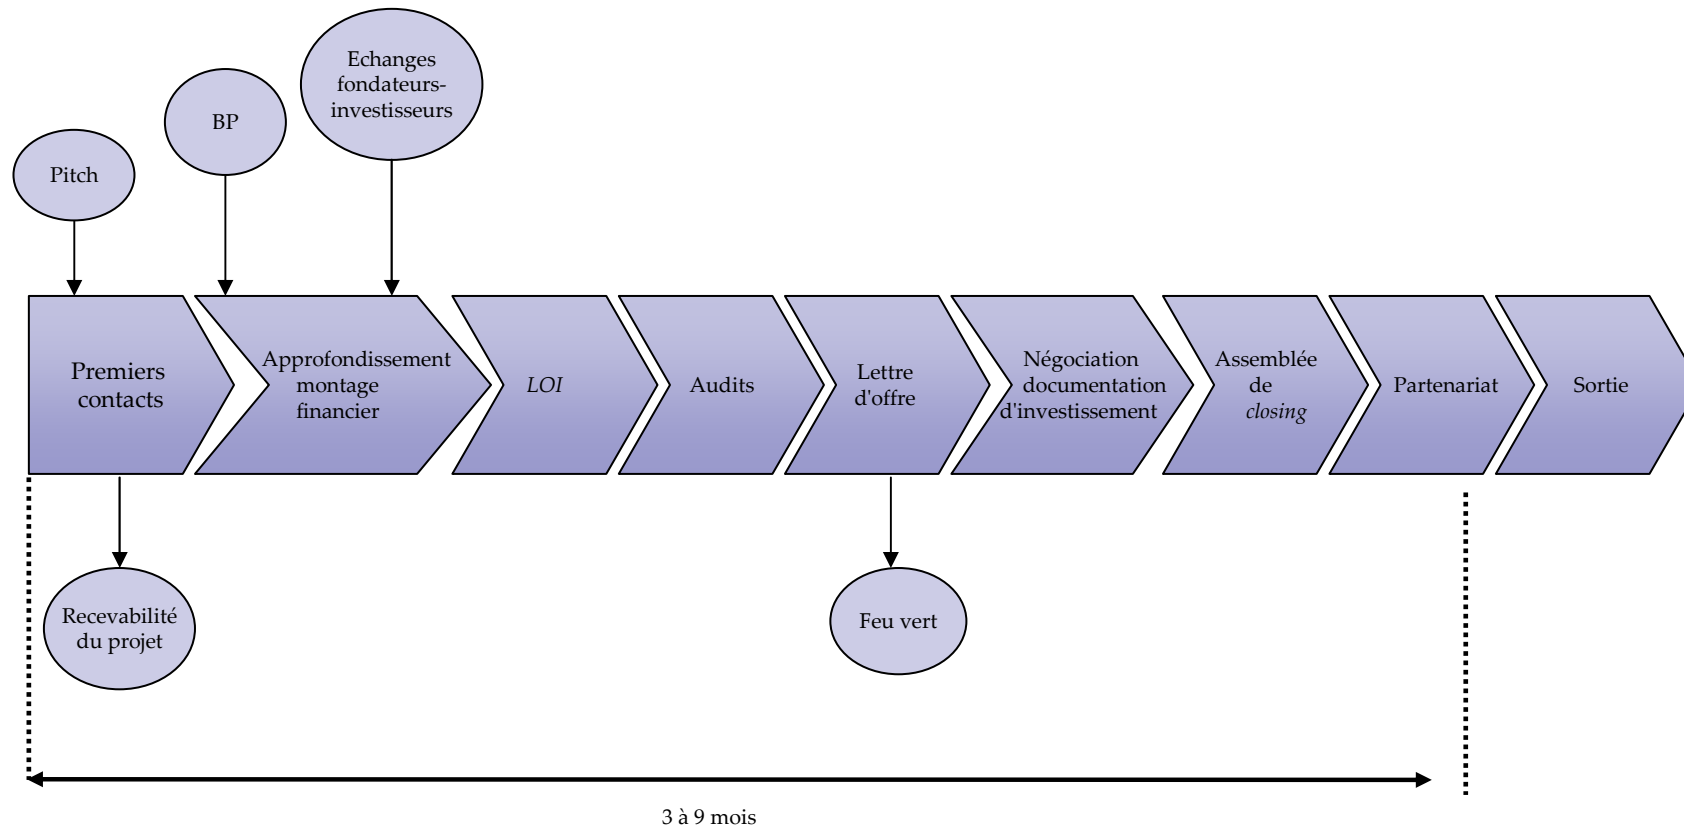 Echanges
fondateurs-
investisseurs
BP
Pitch
Premiers
contacts
Approfondissement
montage
financier
LOI
Audits
Lettre
d'offre
Négociation
documentation
d'investissement
Assemblée
de
closing
Partenariat
Sortie
Recevabilité
du projet
Feu vert
3 à 9 mois